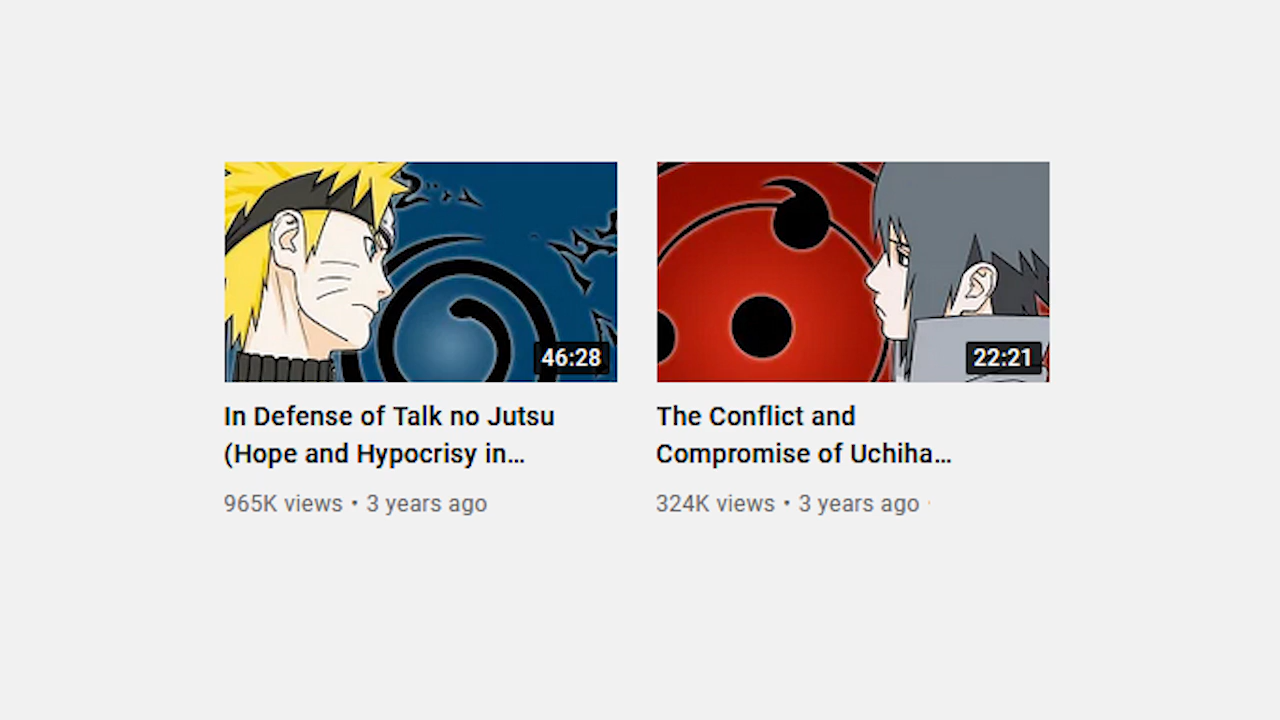 46:28
22:21
In Defense of Talk no Jutsu
(Hope and Hypocrisy in...
965K views • 3 years ago
The Conflict and
Compromise of Uchiha...
324K views • 3 years ago